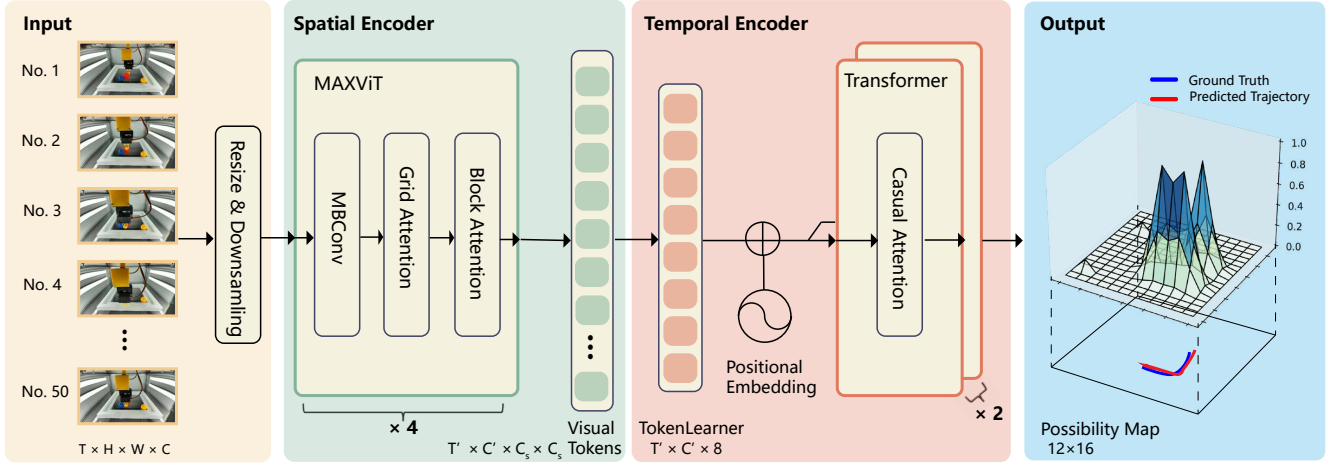 Input
No. 1
No. 2
No. 3
No. 4
No. 50
T × H × W × C
Resize & Downsamling
Spatial Encoder
MAXViT
MBConv
Grid Attention
Block Attention
× 4
Visual
Tokens
T′ × C′ × Cs × Cs
Temporal Encoder
TokenLearner
T′ × C′ × 8
Positional
Embedding
Transformer
Casual Attention
× 2
Output
Ground Truth
Predicted Trajectory
1.0
0.8
0.6
0.4
0.2
0.0
Possibility Map
12×16